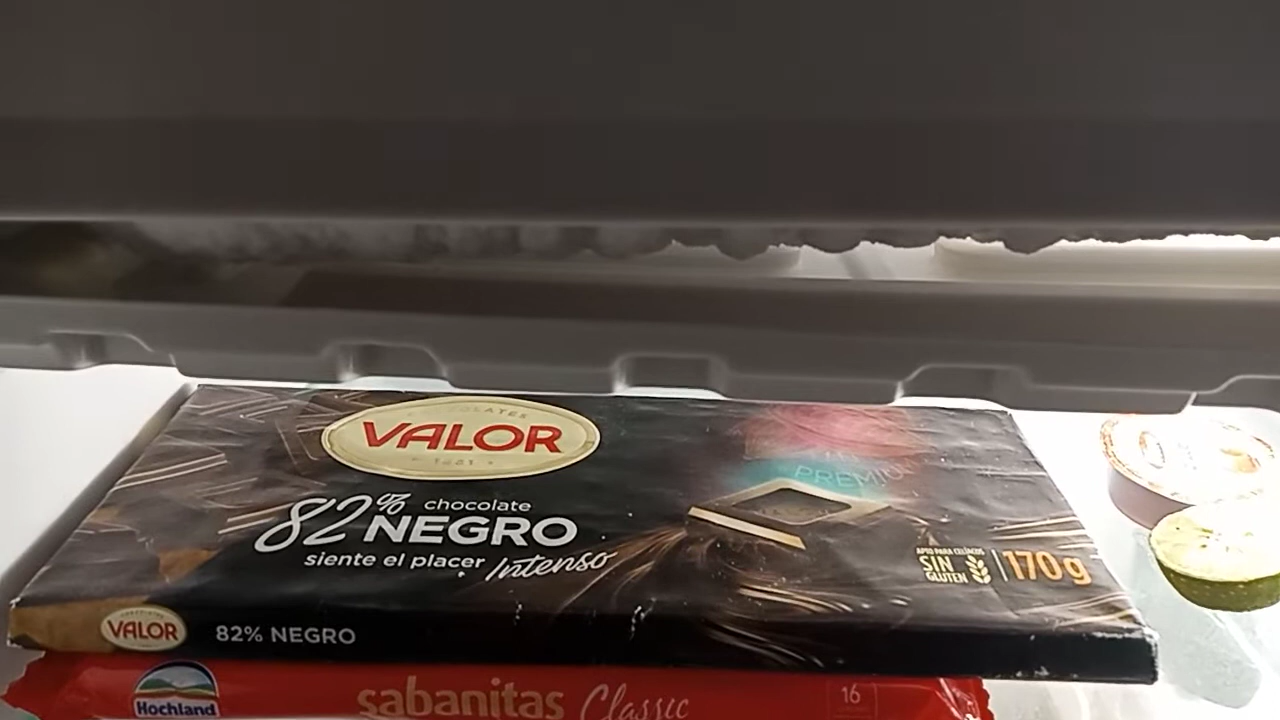 CHOCOLATES
VALOR
1881
82% chocolate
NEGRO
siente el placer Intenso
PREMIUM
APTO PARA CELÍACOS
SIN
GLUTEN
170g
VALOR
82% NEGRO
Hochland
sabanitas Classic
16